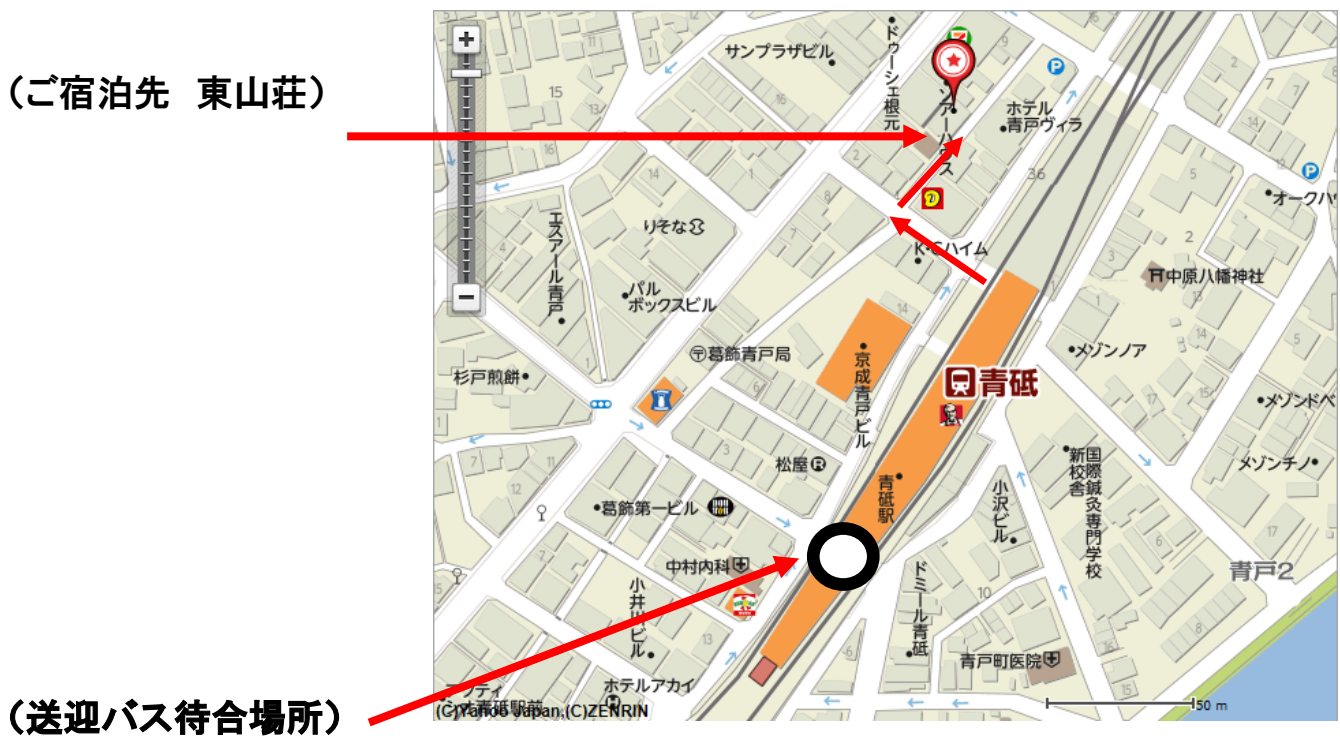 (ご宿泊先 東山荘)
(送迎バス待合場所)
サンプラザビル
ドゥーシェ根元
ホテル
青戸ヴィラ
36
15
りそな
エスアール青戸
パル
ボックスビル
K・Cハイム
オークハ
中原八幡神社
葛飾青戸局
杉戸煎餅
京成青戸ビル
青砥
メゾンノア
メゾンドベ
メゾンチノ
松屋
青砥駅
国際鍼灸専門学校
新校舎
小沢ビル
葛飾第一ビル
中村内科
小井川ビル
ドミール青砥
青戸2
青戸町医院
ホテルアカイ
(C)Yahoo Japan,(C)ZENRIN
50 m